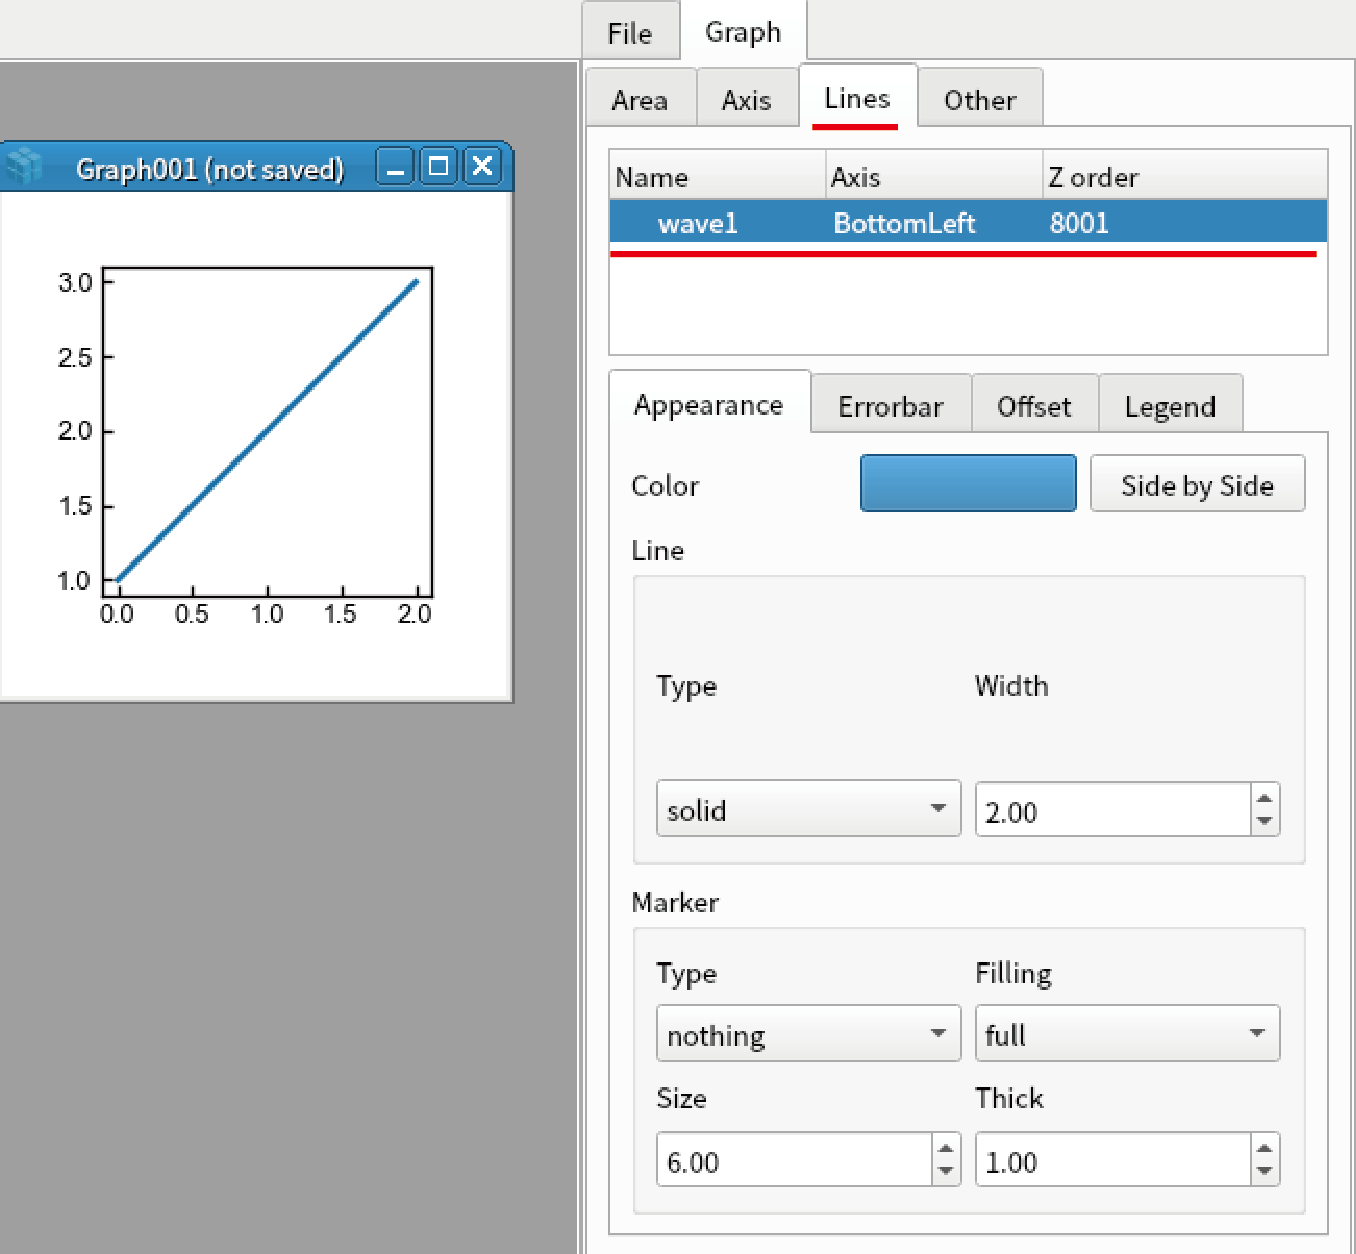 File Graph
Area Axis Lines Other
Graph001 (not saved)
3.0
2.5
2.0
1.5
1.0
0.0 0.5 1.0 1.5 2.0
Name Axis Z order
wave1 BottomLeft 8001
Appearance Errorbar Offset Legend
Color Side by Side
Line
Type Width
solid 2.00
Marker
Type Filling
nothing full
Size Thick
6.00 1.00